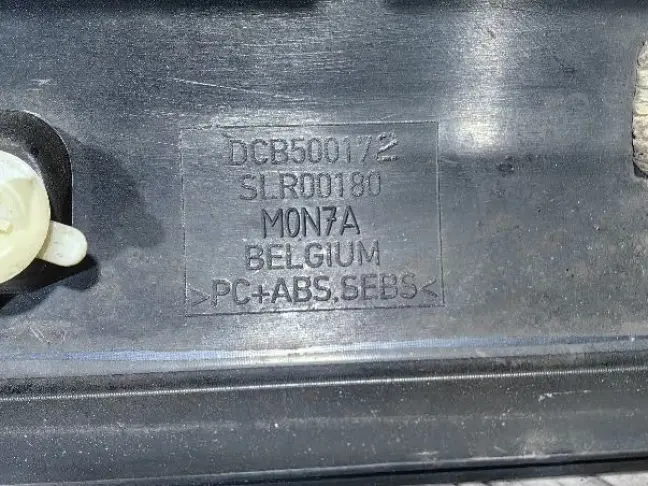 DCB500172
SLR00180
M0N7A
BELGIUM
>PC+ABS.SEBS<